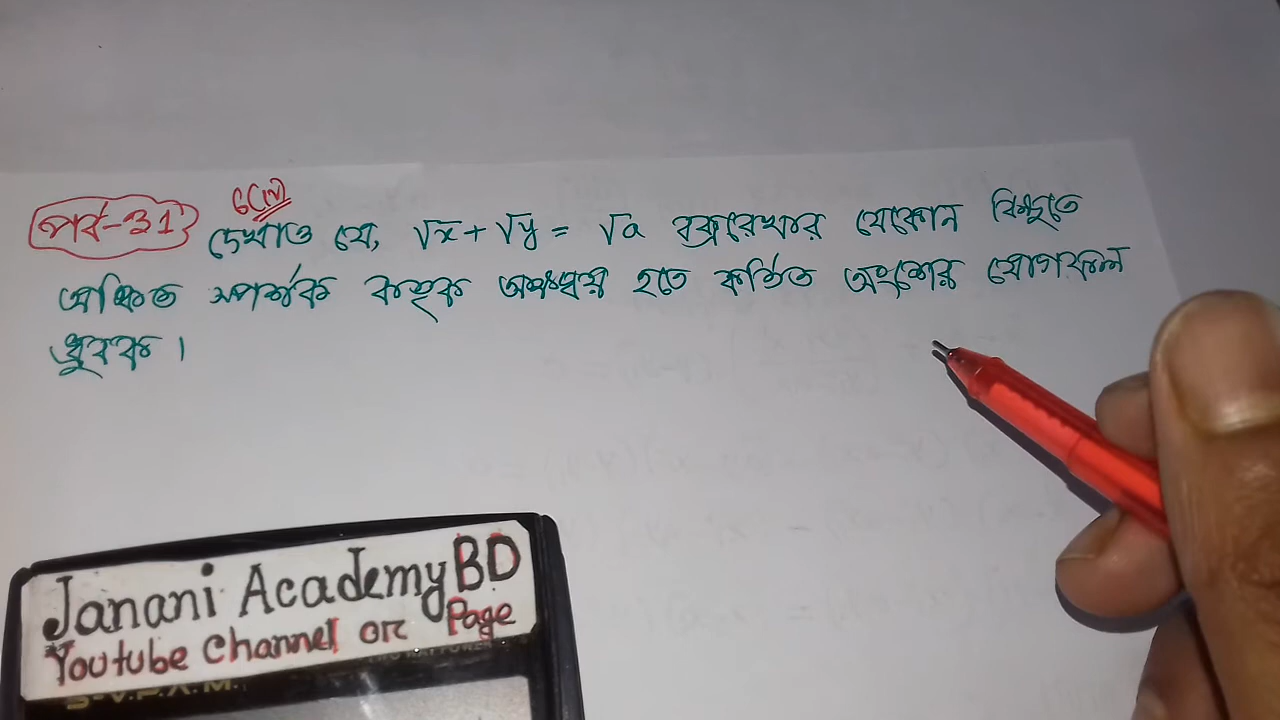 6(iv)
পর্ব-31 দেখাও যে, √x + √y = √a বক্ররেখার যেকোন বিন্দুতে
অঙ্কিত স্পর্শক কতৃক অক্ষদ্বয় হতে কর্তিত অংশের যোগফল
ধ্রুবক।
Janani Academy BD
Youtube Channel or Page
S-V.P.A.M.